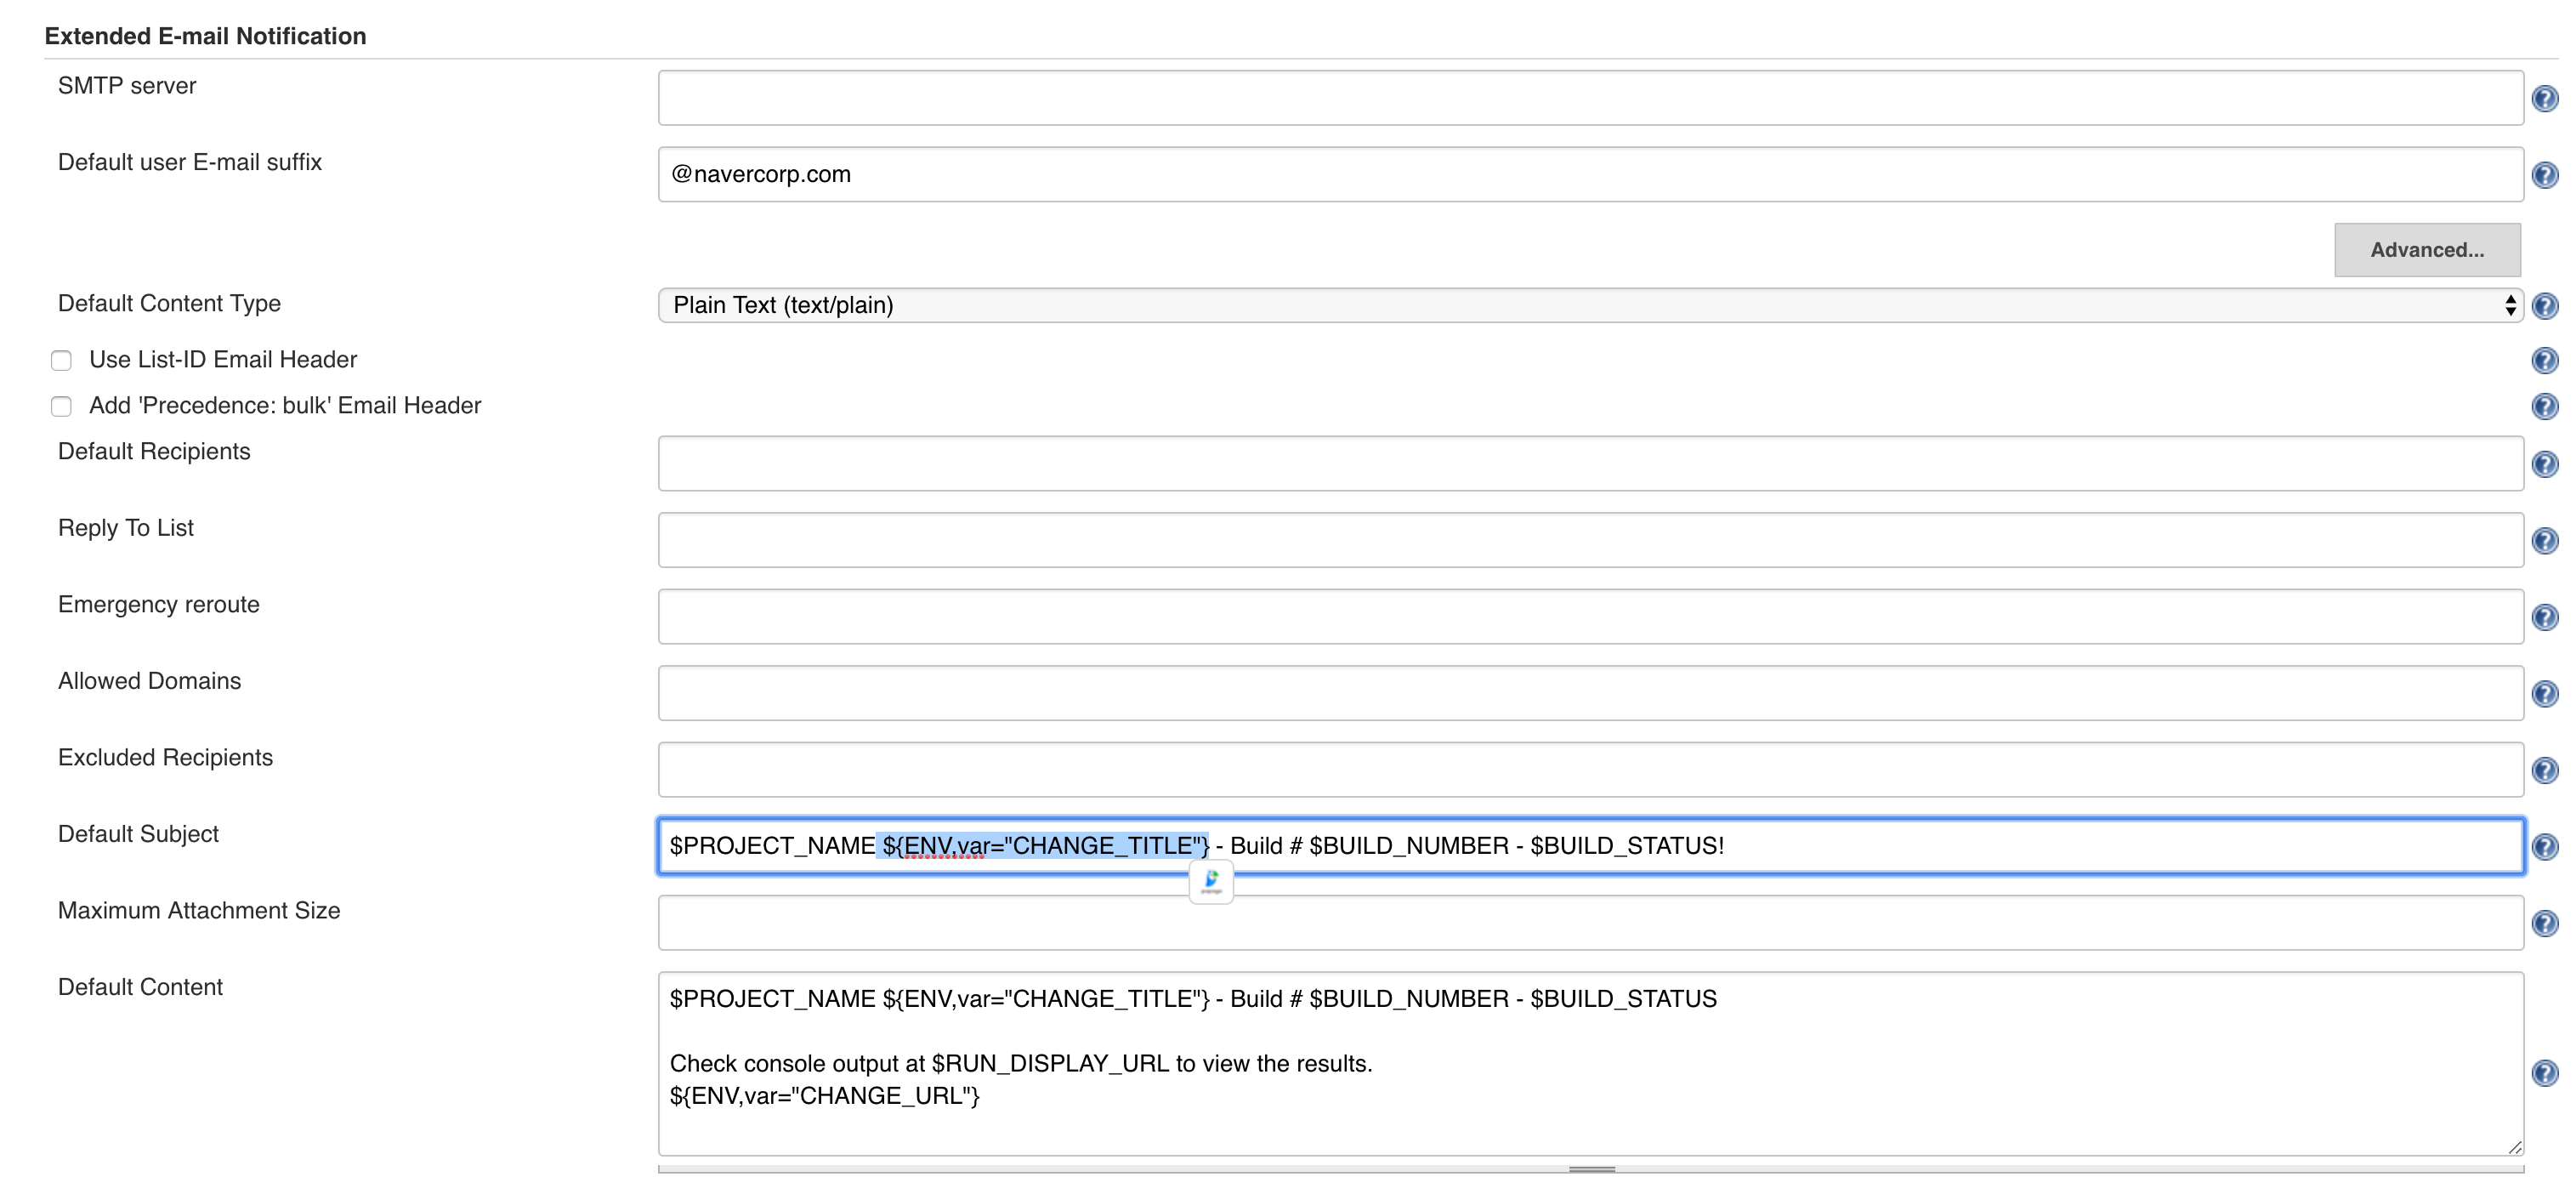 Extended E-mail Notification
SMTP server
Default user E-mail suffix
@navercorp.com
Advanced...
Default Content Type
Plain Text (text/plain)
Use List-ID Email Header
Add 'Precedence: bulk' Email Header
Default Recipients
Reply To List
Emergency reroute
Allowed Domains
Excluded Recipients
Default Subject
$PROJECT_NAME ${ENV,var="CHANGE_TITLE"} - Build # $BUILD_NUMBER - $BUILD_STATUS!
Maximum Attachment Size
Default Content
$PROJECT_NAME ${ENV,var="CHANGE_TITLE"} - Build # $BUILD_NUMBER - $BUILD_STATUS
Check console output at $RUN_DISPLAY_URL to view the results.
${ENV,var="CHANGE_URL"}